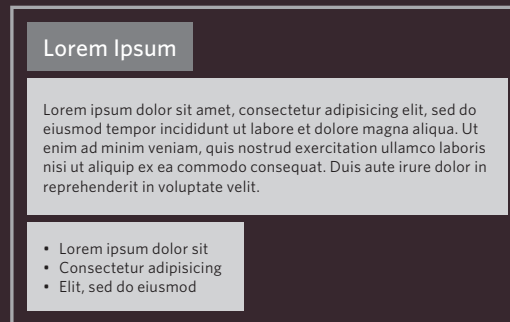 Lorem Ipsum
Lorem ipsum dolor sit amet, consectetur adipisicing elit, sed do
eiusmod tempor incididunt ut labore et dolore magna aliqua. Ut
enim ad minim veniam, quis nostrud exercitation ullamco laboris
nisi ut aliquip ex ea commodo consequat. Duis aute irure dolor in
reprehenderit in voluptate velit.
• Lorem ipsum dolor sit
• Consectetur adipisicing
• Elit, sed do eiusmod